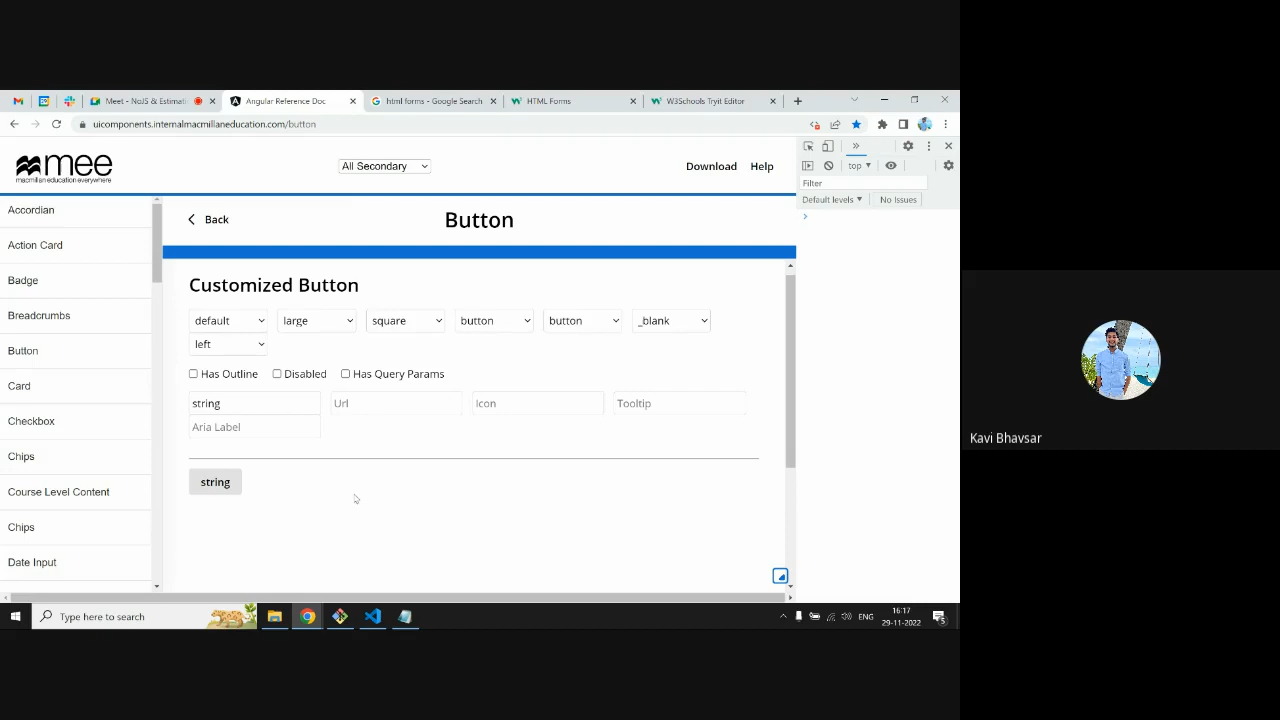 Meet - NoJS & Estimati
Angular Reference Doc
html forms - Google Search
HTML Forms
W3Schools Tryit Editor
uicomponents.internalmacmillaneducation.com/button
mee
macmillan education everywhere
All Secondary
Download
Help
Accordian
Action Card
Badge
Breadcrumbs
Button
Card
Checkbox
Chips
Course Level Content
Chips
Date Input
Back
Button
Customized Button
default
large
square
button
button
_blank
left
Has Outline
Disabled
Has Query Params
string
Url
Icon
Tooltip
Aria Label
string
top
Filter
Default levels
No Issues
Type here to search
ENG
16:17
29-11-2022
5
Kavi Bhavsar